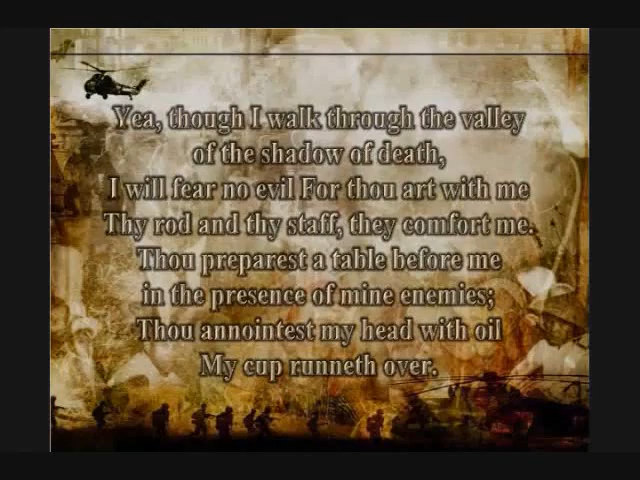 Yea, though I walk through the valley
of the shadow of death,
I will fear no evil For thou art with me
Thy rod and thy staff, they comfort me.
Thou preparest a table before me
in the presence of mine enemies;
Thou annointest my head with oil
My cup runneth over.